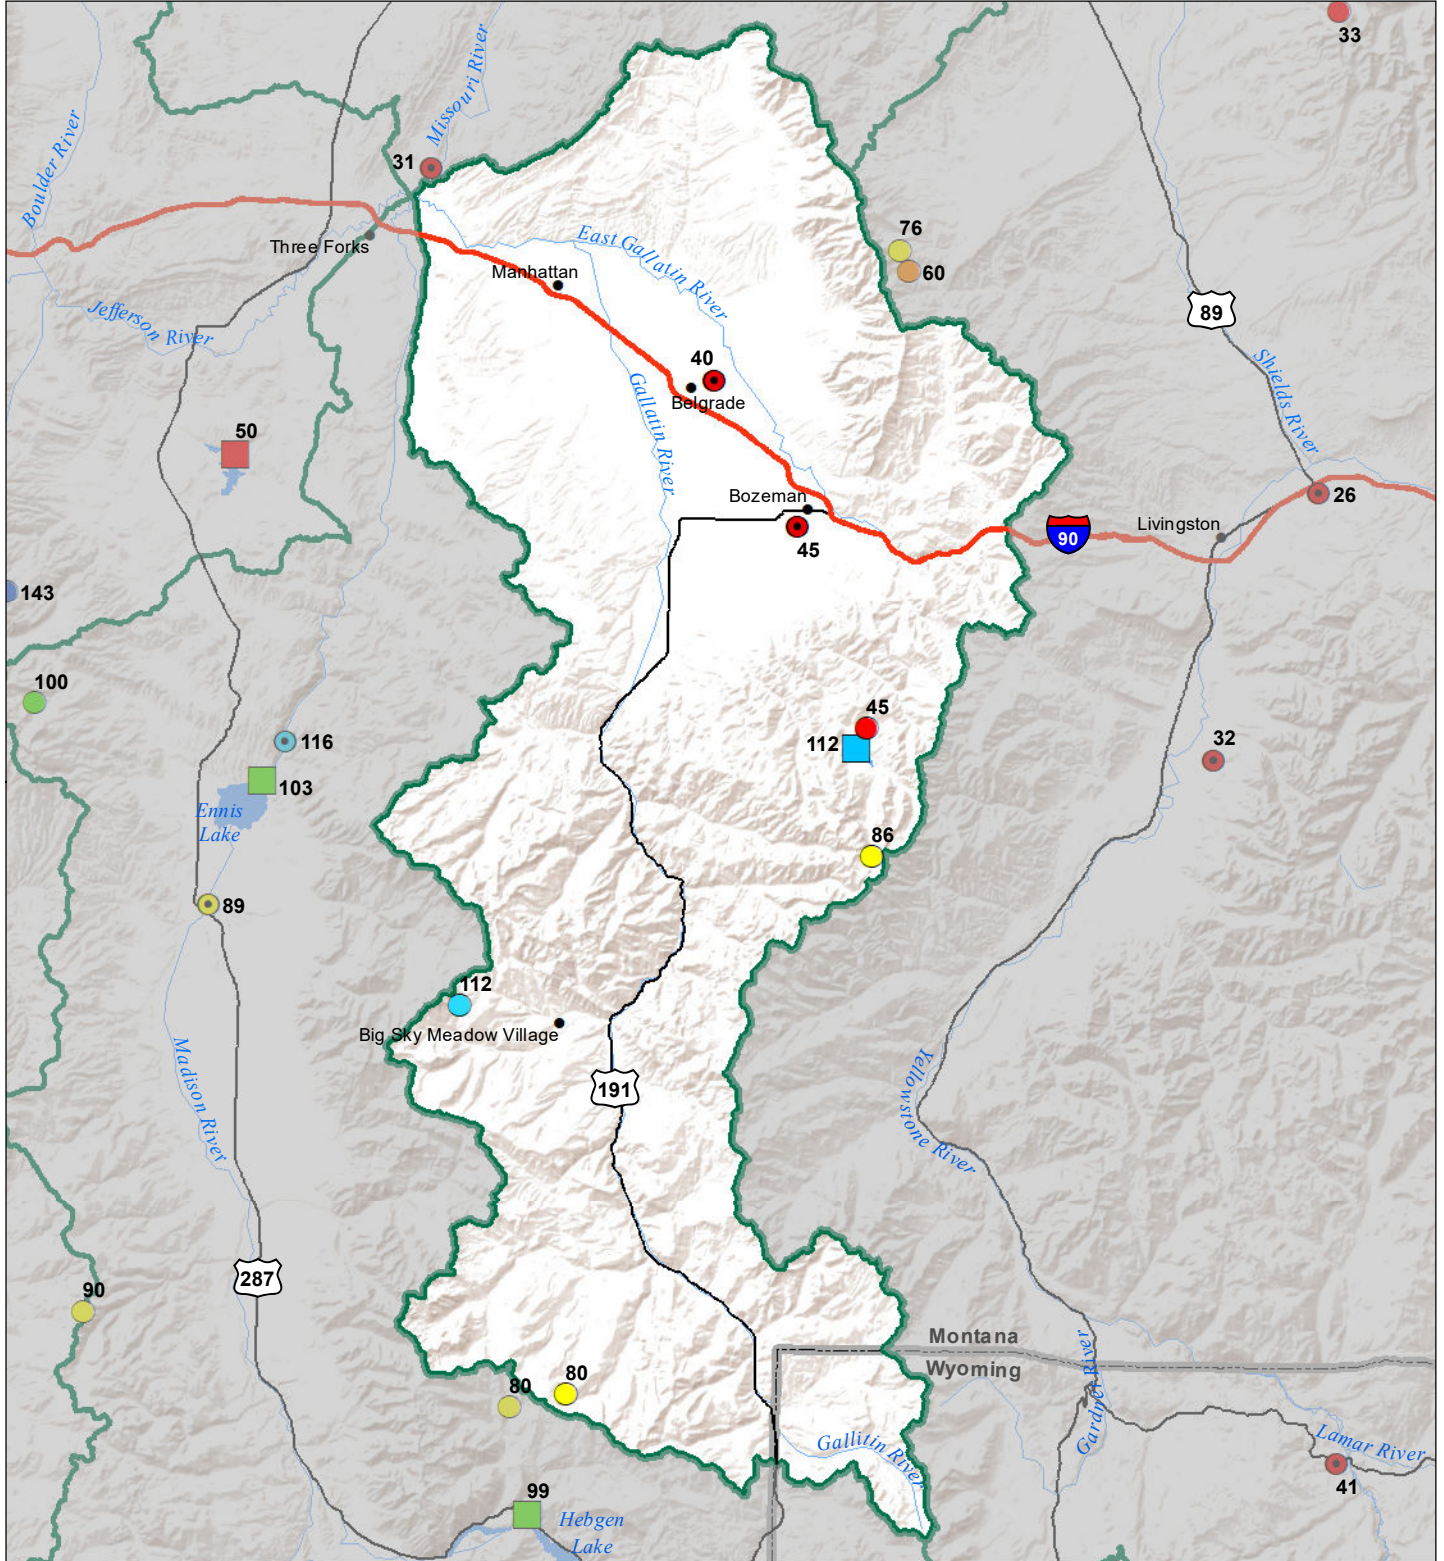 33
Missouri River
Boulder River
31
76
60
Three Forks
East Gallatin River
Manhattan
89
Jefferson River
Shields River
40
Belgrade
Gallatin River
50
Bozeman
45
26
Livingston
90
143
100
45
112
116
32
103
Ennis
Lake
86
89
112
Big Sky Meadow Village
Madison River
191
Yellowstone River
287
90
Montana
Wyoming
80
80
Gardner River
Gallitin River
Lamar River
41
99
Hebgen
Lake